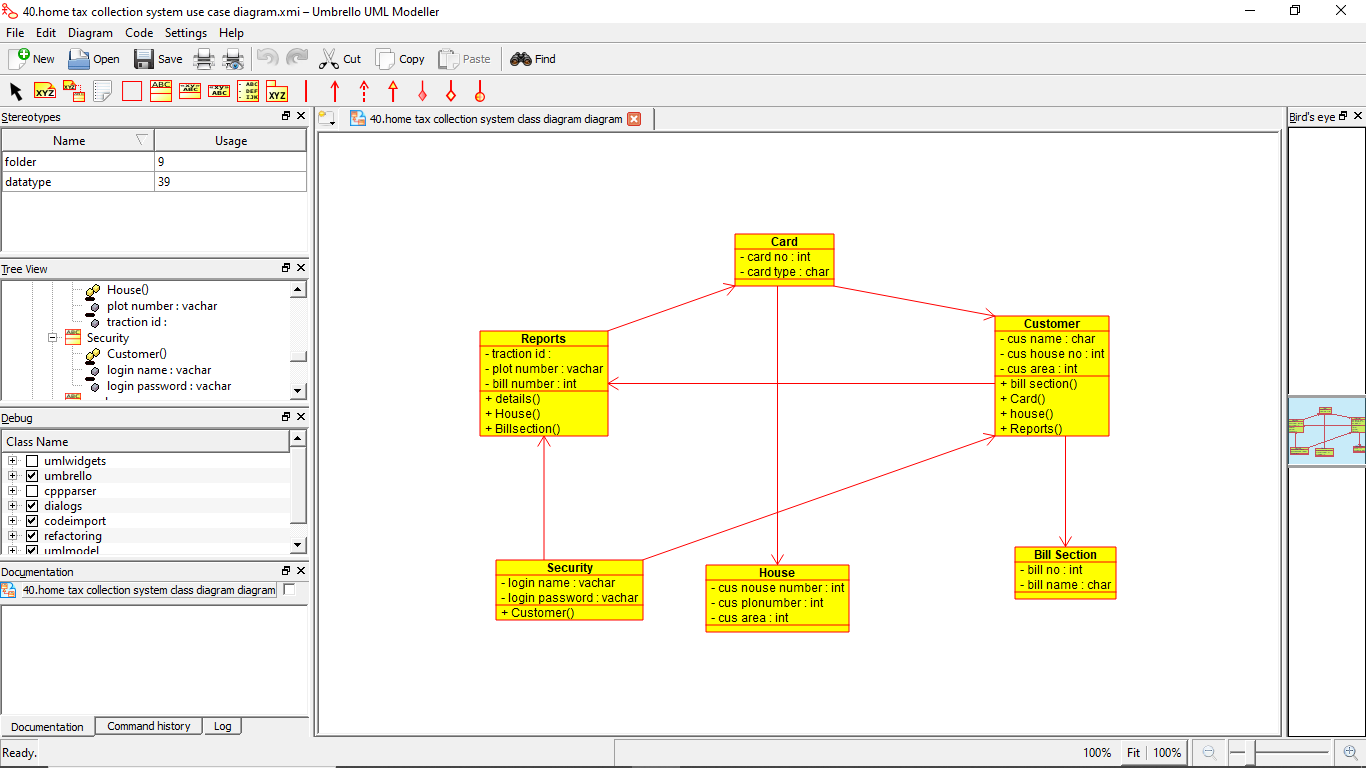 40.home tax collection system use case diagram.xmi – Umbrello UML Modeller
File Edit Diagram Code Settings Help
New Open Save Cut Copy Paste Find
XYZ XYZ ABC -xy= ABC -xy= ABC ABC DEF IJK XYZ
Stereotypes
Name Usage
folder 9
datatype 39
Tree View
House()
plot number : vachar
traction id :
Security
Customer()
login name : vachar
login password : vachar
Debug
Class Name
umlwidgets
umbrello
cppparser
dialogs
codeimport
refactoring
umlmodel
Documentation
40.home tax collection system class diagram diagram
Documentation Command history Log
Ready.
40.home tax collection system class diagram diagram
Card
- card no : int
- card type : char
Reports
- traction id :
- plot number : vachar
- bill number : int
+ details()
+ House()
+ Billsection()
Customer
- cus name : char
- cus house no : int
- cus area : int
+ bill section()
+ Card()
+ house()
+ Reports()
Security
- login name : vachar
- login password : vachar
+ Customer()
House
- cus nouse number : int
- cus plonumber : int
- cus area : int
Bill Section
- bill no : int
- bill name : char
Bird's eye
100% Fit 100%